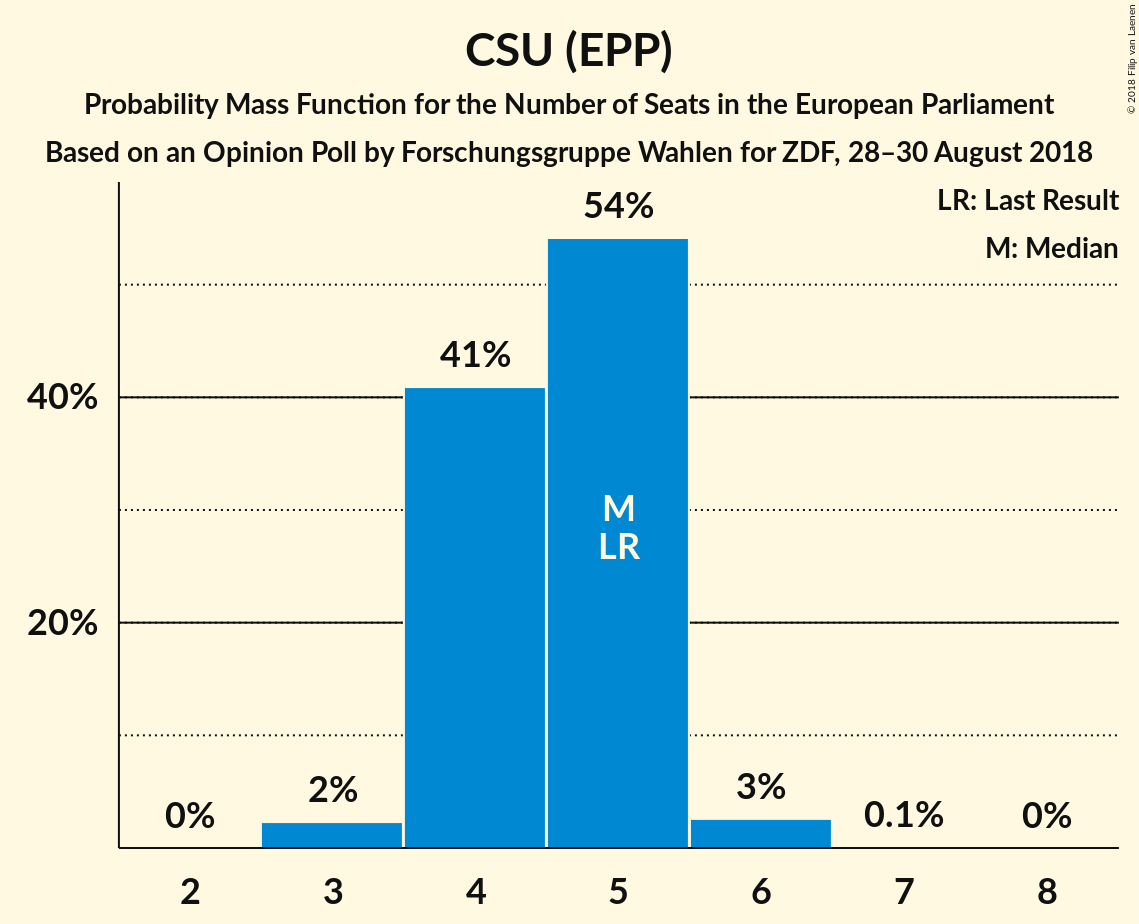 CSU (EPP)
Probability Mass Function for the Number of Seats in the European Parliament
Based on an Opinion Poll by Forschungsgruppe Wahlen for ZDF, 28–30 August 2018
© 2018 Filip van Laenen
LR: Last Result
M: Median
54%
41%
40%
M
LR
20%
0%
2%
3%
0.1%
0%
2 3 4 5 6 7 8